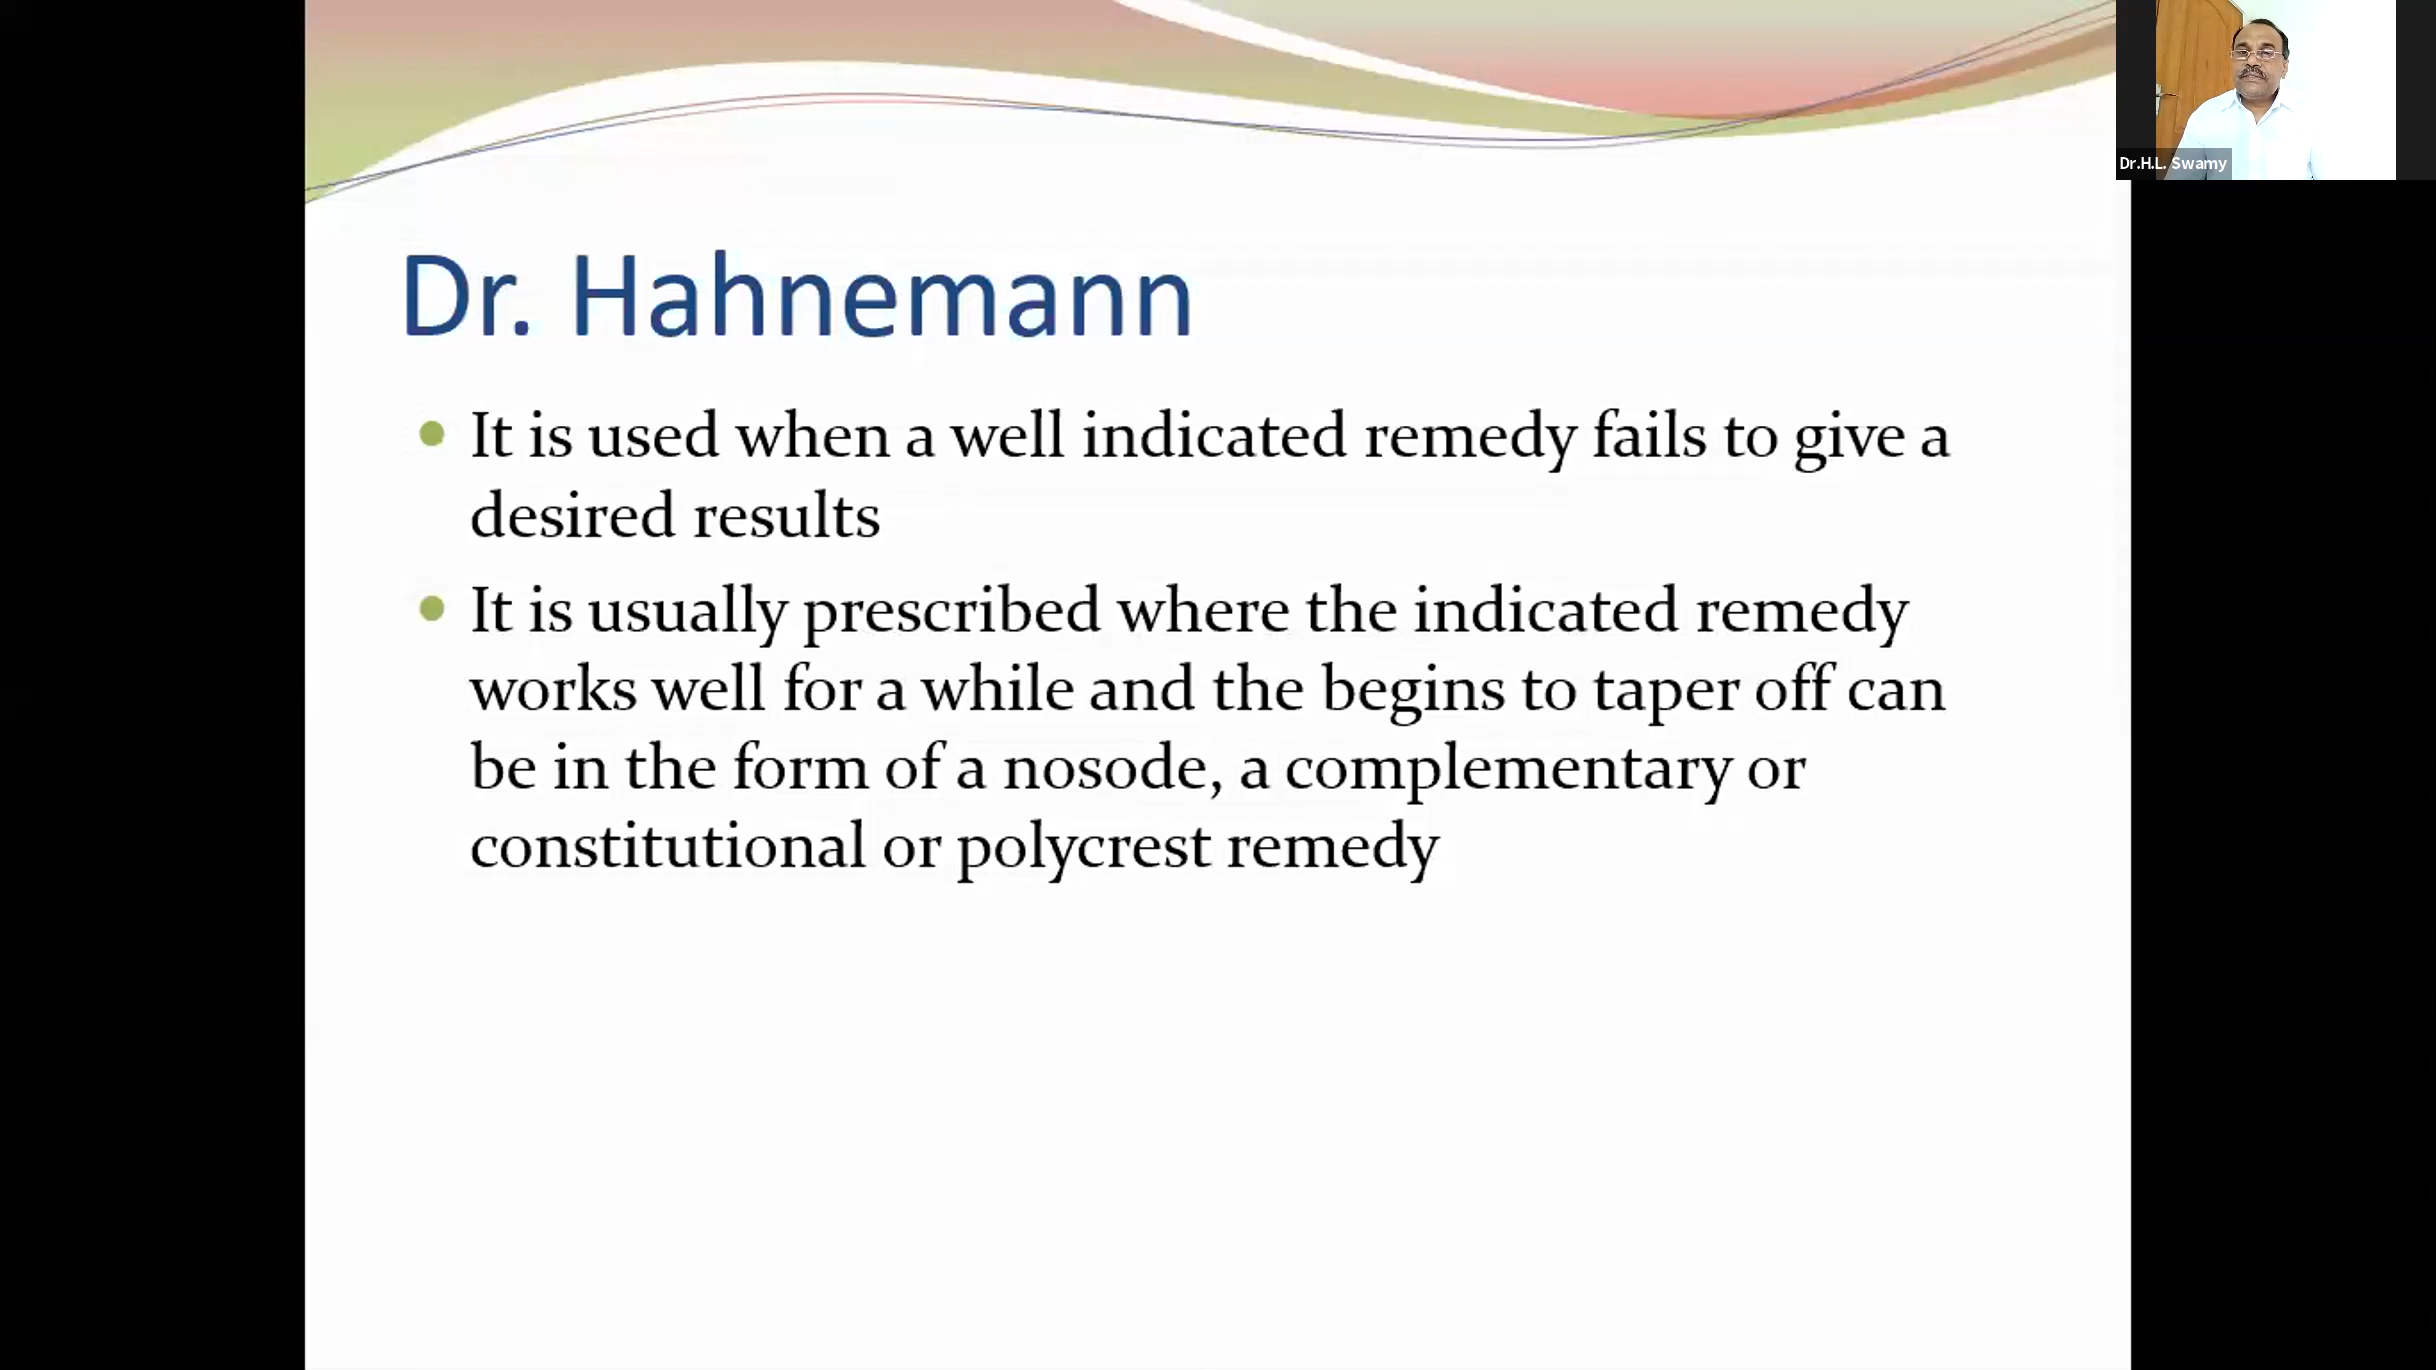 Dr.H.L. Swamy
Dr. Hahnemann
It is used when a well indicated remedy fails to give a
desired results
It is usually prescribed where the indicated remedy
works well for a while and the begins to taper off can
be in the form of a nosode, a complementary or
constitutional or polycrest remedy